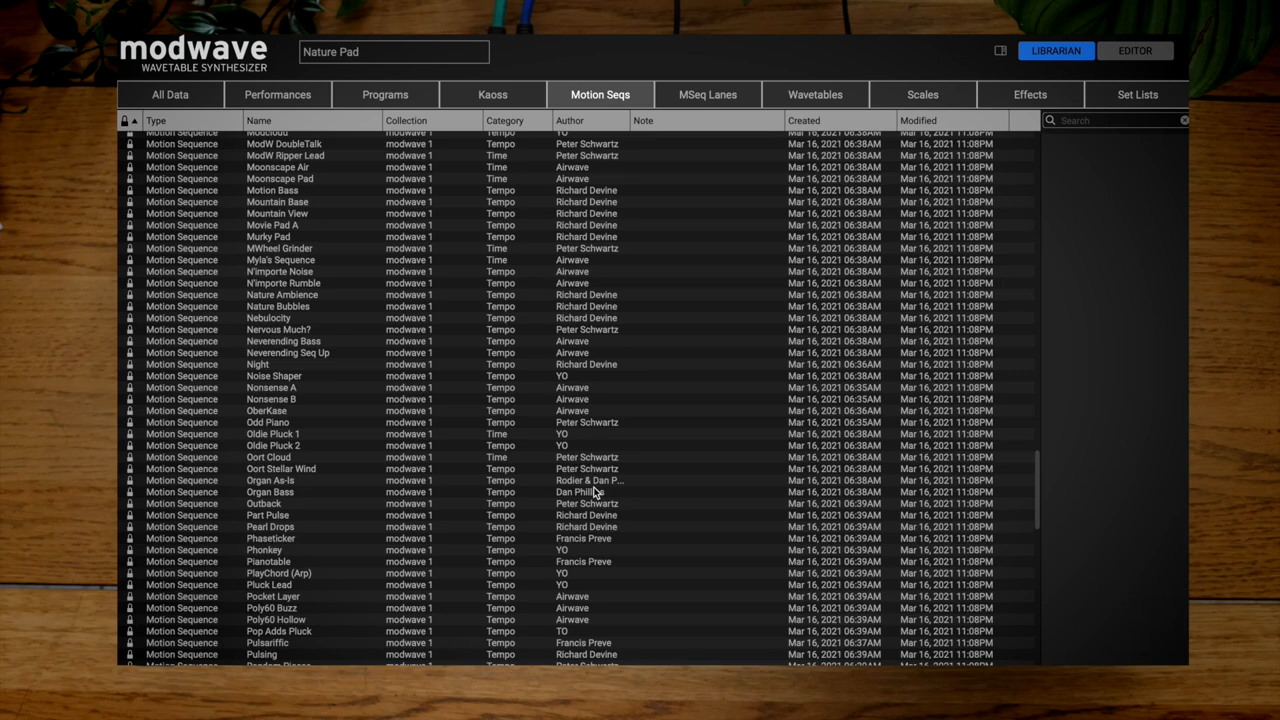 modwave
WAVETABLE SYNTHESIZER
Nature Pad
LIBRARIAN EDITOR
All Data Performances Programs Kaoss Motion Seqs MSeq Lanes Wavetables Scales Effects Set Lists
Type Name Collection Category Author Note Created Modified Search
Motion Sequence Modcloud modwave 1 Tempo YO Mar 16, 2021 06:38AM Mar 16, 2021 11:08PM
Motion Sequence ModW DoubleTalk modwave 1 Tempo Peter Schwartz Mar 16, 2021 06:38AM Mar 16, 2021 11:08PM
Motion Sequence ModW Ripper Lead modwave 1 Time Peter Schwartz Mar 16, 2021 06:38AM Mar 16, 2021 11:08PM
Motion Sequence Moonscape Air modwave 1 Time Airwave Mar 16, 2021 06:38AM Mar 16, 2021 11:08PM
Motion Sequence Moonscape Pad modwave 1 Tempo Airwave Mar 16, 2021 06:38AM Mar 16, 2021 11:08PM
Motion Sequence Motion Bass modwave 1 Tempo Richard Devine Mar 16, 2021 06:38AM Mar 16, 2021 11:08PM
Motion Sequence Mountain Base modwave 1 Tempo Richard Devine Mar 16, 2021 06:38AM Mar 16, 2021 11:08PM
Motion Sequence Mountain View modwave 1 Tempo Richard Devine Mar 16, 2021 06:38AM Mar 16, 2021 11:08PM
Motion Sequence Movie Pad A modwave 1 Tempo Richard Devine Mar 16, 2021 06:38AM Mar 16, 2021 11:08PM
Motion Sequence Murky Pad modwave 1 Tempo Richard Devine Mar 16, 2021 06:38AM Mar 16, 2021 11:08PM
Motion Sequence MWheel Grinder modwave 1 Time Peter Schwartz Mar 16, 2021 06:38AM Mar 16, 2021 11:08PM
Motion Sequence Myla's Sequence modwave 1 Time Airwave Mar 16, 2021 06:38AM Mar 16, 2021 11:08PM
Motion Sequence N'importe Noise modwave 1 Tempo Airwave Mar 16, 2021 06:38AM Mar 16, 2021 11:08PM
Motion Sequence N'importe Rumble modwave 1 Tempo Airwave Mar 16, 2021 06:38AM Mar 16, 2021 11:08PM
Motion Sequence Nature Ambience modwave 1 Tempo Richard Devine Mar 16, 2021 06:38AM Mar 16, 2021 11:08PM
Motion Sequence Nature Bubbles modwave 1 Tempo Richard Devine Mar 16, 2021 06:38AM Mar 16, 2021 11:08PM
Motion Sequence Nebulocity modwave 1 Tempo Richard Devine Mar 16, 2021 06:38AM Mar 16, 2021 11:08PM
Motion Sequence Nervous Much? modwave 1 Tempo Peter Schwartz Mar 16, 2021 06:38AM Mar 16, 2021 11:08PM
Motion Sequence Neverending Bass modwave 1 Tempo Airwave Mar 16, 2021 06:38AM Mar 16, 2021 11:08PM
Motion Sequence Neverending Seq Up modwave 1 Tempo Airwave Mar 16, 2021 06:38AM Mar 16, 2021 11:08PM
Motion Sequence Night modwave 1 Tempo Richard Devine Mar 16, 2021 06:36AM Mar 16, 2021 11:08PM
Motion Sequence Noise Shaper modwave 1 Tempo YO Mar 16, 2021 06:38AM Mar 16, 2021 11:08PM
Motion Sequence Nonsense A modwave 1 Tempo Airwave Mar 16, 2021 06:35AM Mar 16, 2021 11:08PM
Motion Sequence Nonsense B modwave 1 Tempo Airwave Mar 16, 2021 06:35AM Mar 16, 2021 11:08PM
Motion Sequence OberKase modwave 1 Tempo Airwave Mar 16, 2021 06:36AM Mar 16, 2021 11:08PM
Motion Sequence Odd Piano modwave 1 Tempo Peter Schwartz Mar 16, 2021 06:35AM Mar 16, 2021 11:08PM
Motion Sequence Oldie Pluck 1 modwave 1 Time YO Mar 16, 2021 06:38AM Mar 16, 2021 11:08PM
Motion Sequence Oldie Pluck 2 modwave 1 Tempo YO Mar 16, 2021 06:38AM Mar 16, 2021 11:08PM
Motion Sequence Oort Cloud modwave 1 Time Peter Schwartz Mar 16, 2021 06:38AM Mar 16, 2021 11:08PM
Motion Sequence Oort Stellar Wind modwave 1 Tempo Peter Schwartz Mar 16, 2021 06:38AM Mar 16, 2021 11:08PM
Motion Sequence Organ As-Is modwave 1 Tempo Rodier & Dan P... Mar 16, 2021 06:38AM Mar 16, 2021 11:08PM
Motion Sequence Organ Bass modwave 1 Tempo Dan Mar 16, 2021 06:38AM Mar 16, 2021 11:08PM
Motion Sequence Outback modwave 1 Tempo Peter Schwartz Mar 16, 2021 06:39AM Mar 16, 2021 11:08PM
Motion Sequence Part Pulse modwave 1 Tempo Richard Devine Mar 16, 2021 06:39AM Mar 16, 2021 11:08PM
Motion Sequence Pearl Drops modwave 1 Tempo Richard Devine Mar 16, 2021 06:39AM Mar 16, 2021 11:08PM
Motion Sequence Phaseticker modwave 1 Tempo Francis Preve Mar 16, 2021 06:39AM Mar 16, 2021 11:08PM
Motion Sequence Phonkey modwave 1 Tempo YO Mar 16, 2021 06:39AM Mar 16, 2021 11:08PM
Motion Sequence Pianotable modwave 1 Tempo Francis Preve Mar 16, 2021 06:39AM Mar 16, 2021 11:08PM
Motion Sequence PlayChord (Arp) modwave 1 Tempo YO Mar 16, 2021 06:39AM Mar 16, 2021 11:08PM
Motion Sequence Pluck Lead modwave 1 Tempo YO Mar 16, 2021 06:39AM Mar 16, 2021 11:08PM
Motion Sequence Pocket Layer modwave 1 Tempo Airwave Mar 16, 2021 06:39AM Mar 16, 2021 11:08PM
Motion Sequence Poly60 Buzz modwave 1 Tempo Airwave Mar 16, 2021 06:39AM Mar 16, 2021 11:08PM
Motion Sequence Poly60 Hollow modwave 1 Tempo Airwave Mar 16, 2021 06:39AM Mar 16, 2021 11:08PM
Motion Sequence Pop Adds Pluck modwave 1 Tempo TO Mar 16, 2021 06:39AM Mar 16, 2021 11:08PM
Motion Sequence Pulsariffic modwave 1 Tempo Francis Preve Mar 16, 2021 06:37AM Mar 16, 2021 11:08PM
Motion Sequence Pulsing modwave 1 Tempo Richard Devine Mar 16, 2021 06:39AM Mar 16, 2021 11:08PM